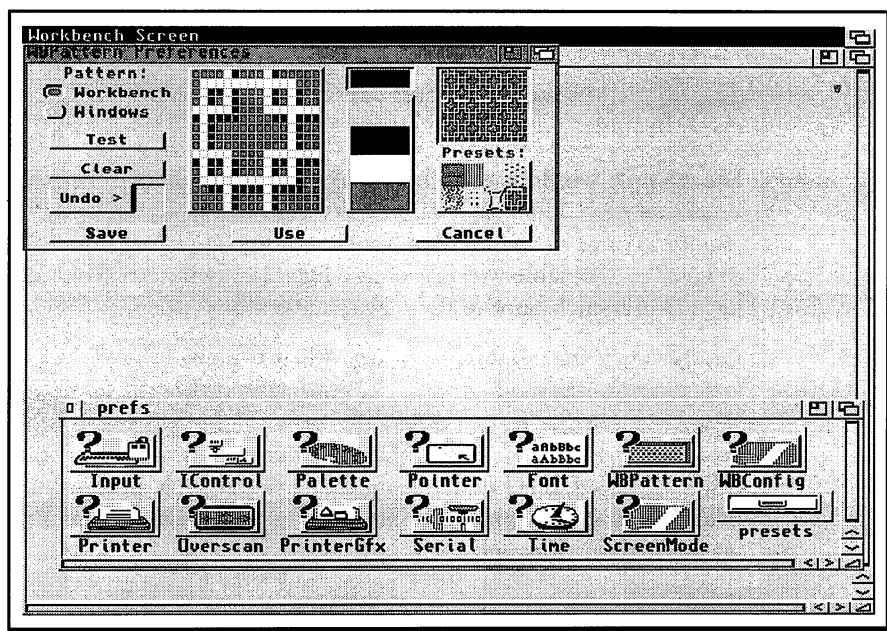 Workbench Screen
WBPattern Preferences
Pattern:
Workbench
Windows
Test
Clear
Undo >
Presets:
Save Use Cancel
prefs
aAbBbc
aAbBbc
Input IControl Palette Pointer Font WBPattern WBConfig
Printer Overscan PrinterGfx Serial Time ScreenMode presets